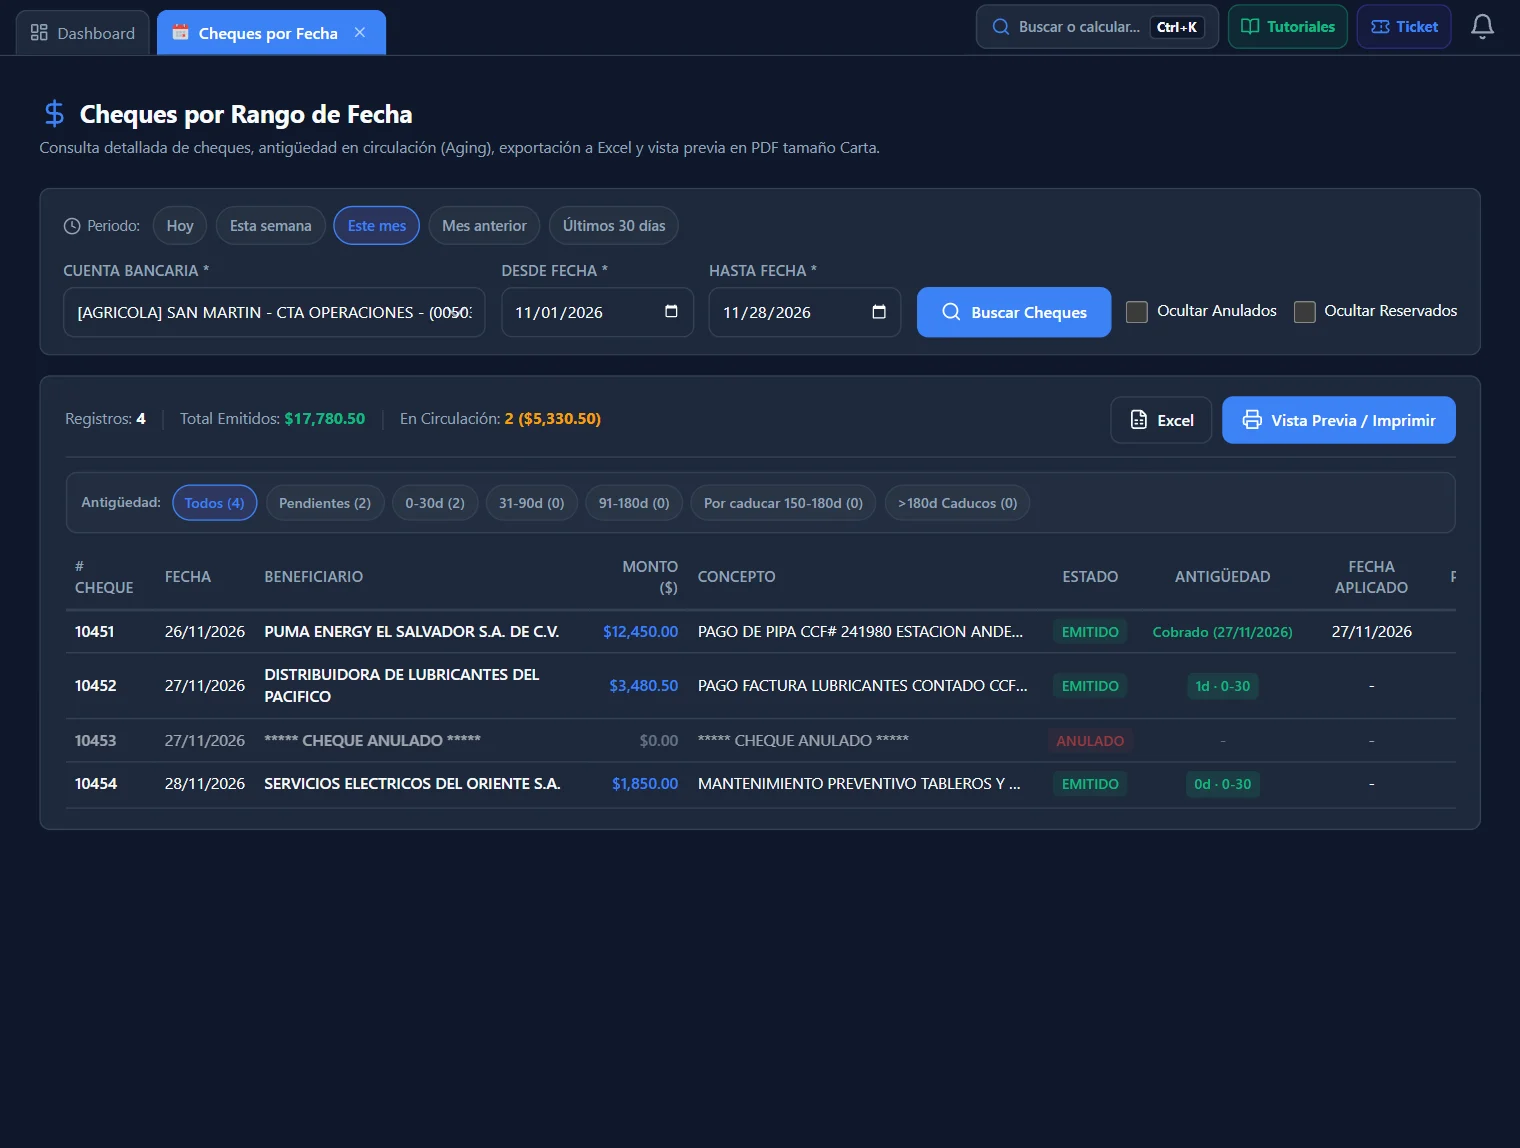 Dashboard
Cheques por Fecha
Buscar o calcular... Ctrl+K
Tutoriales
Ticket
Cheques por Rango de Fecha
Consulta detallada de cheques, antigüedad en circulación (Aging), exportación a Excel y vista previa en PDF tamaño Carta.
Periodo: Hoy Esta semana Este mes Mes anterior Últimos 30 días
CUENTA BANCARIA * DESDE FECHA * HASTA FECHA *
[AGRICOLA] SAN MARTIN - CTA OPERACIONES - (0050 11/01/2026 11/28/2026 Buscar Cheques Ocultar Anulados Ocultar Reservados
Registros: 4 Total Emitidos: $17,780.50 En Circulación: 2 ($5,330.50) Excel Vista Previa / Imprimir
Antigüedad: Todos (4) Pendientes (2) 0-30d (2) 31-90d (0) 91-180d (0) Por caducar 150-180d (0) >180d Caducos (0)
# CHEQUE FECHA BENEFICIARIO MONTO ($) CONCEPTO ESTADO ANTIGÜEDAD FECHA APLICADO
10451 26/11/2026 PUMA ENERGY EL SALVADOR S.A. DE C.V. $12,450.00 PAGO DE PIPA CCF# 241980 ESTACION ANDE... EMITIDO Cobrado (27/11/2026) 27/11/2026
10452 27/11/2026 DISTRIBUIDORA DE LUBRICANTES DEL PACIFICO $3,480.50 PAGO FACTURA LUBRICANTES CONTADO CCF... EMITIDO 1d · 0-30 -
10453 27/11/2026 ***** CHEQUE ANULADO ***** $0.00 ***** CHEQUE ANULADO ***** ANULADO - -
10454 28/11/2026 SERVICIOS ELECTRICOS DEL ORIENTE S.A. $1,850.00 MANTENIMIENTO PREVENTIVO TABLEROS Y ... EMITIDO 0d · 0-30 -